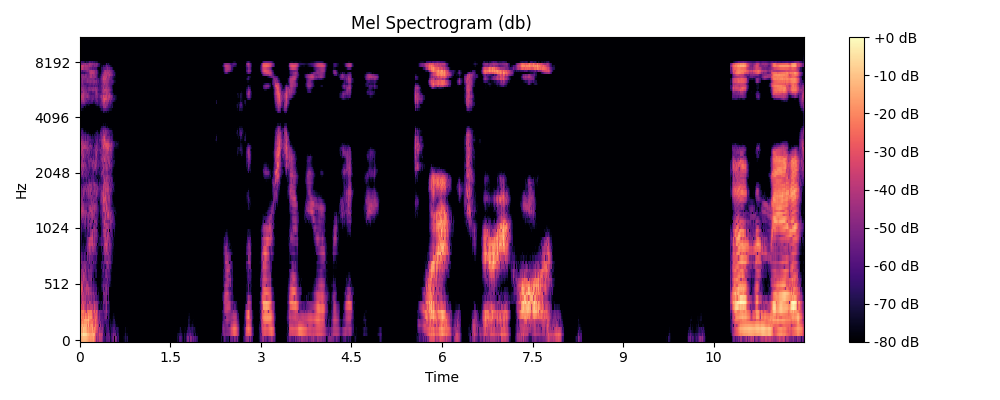 Mel Spectrogram (db)
Hz
8192
4096
2048
1024
512
0
0 1.5 3 4.5 6 7.5 9 10
Time
+0 dB
-10 dB
-20 dB
-30 dB
-40 dB
-50 dB
-60 dB
-70 dB
-80 dB